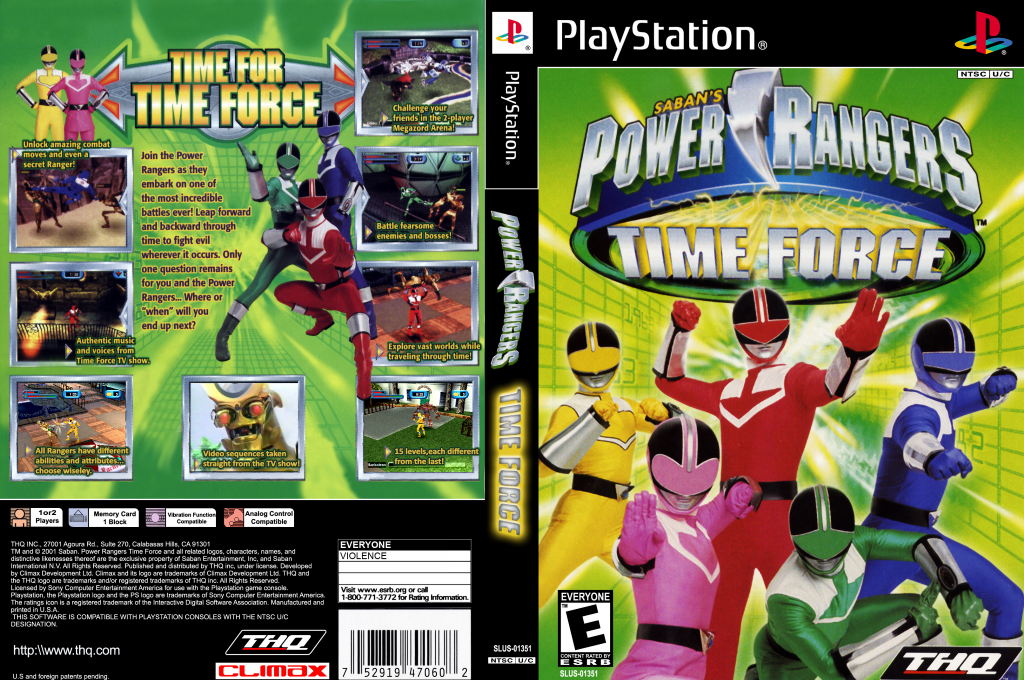 TIME FOR
TIME FORCE
Challenge your
friends in the 2-player
Megazord Arena!
Unlock amazing combat
moves and even a
secret Ranger!
Join the Power
Rangers as they
embark on one of
the most incredible
battles ever! Leap forward
and backward through
time to fight evil
wherever it occurs. Only
one question remains
for you and the Power
Rangers... Where or
“when” will you
end up next?
Battle fearsome
enemies and bosses!
Authentic music
and voices from
Time Force TV show.
Explore vast worlds while
traveling through time!
All Rangers have different
abilities and attributes...
choose wiseley.
Video sequences taken
straight from the TV show!
15 levels,each different
from the last!
1or2
Players
Memory Card
1 Block
Vibration Function
Compatible
Analog Control
Compatible
THQ INC., 27001 Agoura Rd., Suite 270, Calabasas Hills, CA 91301
TM and © 2001 Saban. Power Rangers Time Force and all related logos, characters, names, and
distinctive likenesses thereof are the exclusive property of Saban Entertainment, Inc. and Saban
International N.V. All Rights Reserved. Published and distributed by THQ inc, under license. Developed
by Climax Development Ltd. Climax and its logo are trademarks of Climax Development Ltd. THQ and
the THQ logo are trademarks and/or registered trademarks of THQ inc. All Rights Reserved.
Licensed by Sony Computer Entertainment America for use with the Playstation game console.
Playstation, the Playstation logo and the PS logo are trademarks of Sony Computer Entertainment America.
The ratings icon is a registered trademark of the Interactive Digital Software Association. Manufactured and
printed in U.S.A.
THIS SOFTWARE IS COMPATIBLE WITH PLAYSTATION CONSOLES WITH THE NTSC U/C
DESIGNATION.
http:\\www.thq.com
U.S and foreign patents pending.
THQ
CLIMAX
EVERYONE
VIOLENCE
Visit www.esrb.org or call
1-800-771-3772 for Rating Information.
7 52919 47060 2
PlayStation®
POWER RANGERS
TIME FORCE
SLUS-01351
NTSC U/C
PlayStation®
NTSC U/C
SABAN'S
POWER RANGERS
TIME FORCE
TM
EVERYONE
TM
E
CONTENT RATED BY
ESRB
SLUS-01351
THQ